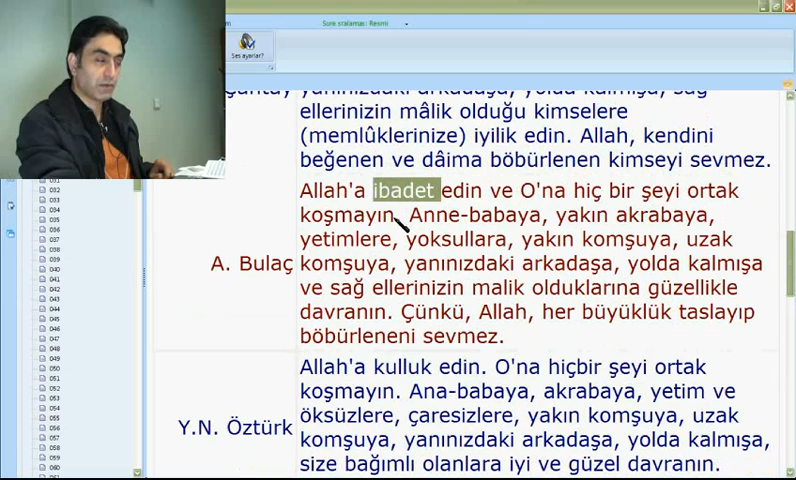 Sure sıralaması: Resmi
Ses ayarları?
ellerinizin mâlik olduğu kimselere
(memlûklerinize) iyilik edin. Allah, kendini
beğenen ve dâima böbürlenen kimseyi sevmez.
A. Bulaç
Allah'a ibadet edin ve O'na hiç bir şeyi ortak
koşmayın. Anne-babaya, yakın akrabaya,
yetimlere, yoksullara, yakın komşuya, uzak
komşuya, yanınızdaki arkadaşa, yolda kalmışa
ve sağ ellerinizin malik olduklarına güzellikle
davranın. Çünkü, Allah, her büyüklük taslayıp
böbürleneni sevmez.
Y.N. Öztürk
Allah'a kulluk edin. O'na hiçbir şeyi ortak
koşmayın. Ana-babaya, akrabaya, yetim ve
öksüzlere, çaresizlere, yakın komşuya, uzak
komşuya, yanınızdaki arkadaşa, yolda kalmışa,
size bağımlı olanlara iyi ve güzel davranın.
032
033
034
035
036
037
038
039
040
041
042
043
044
045
046
047
048
049
050
051
052
053
054
055
056
057
058
059
060